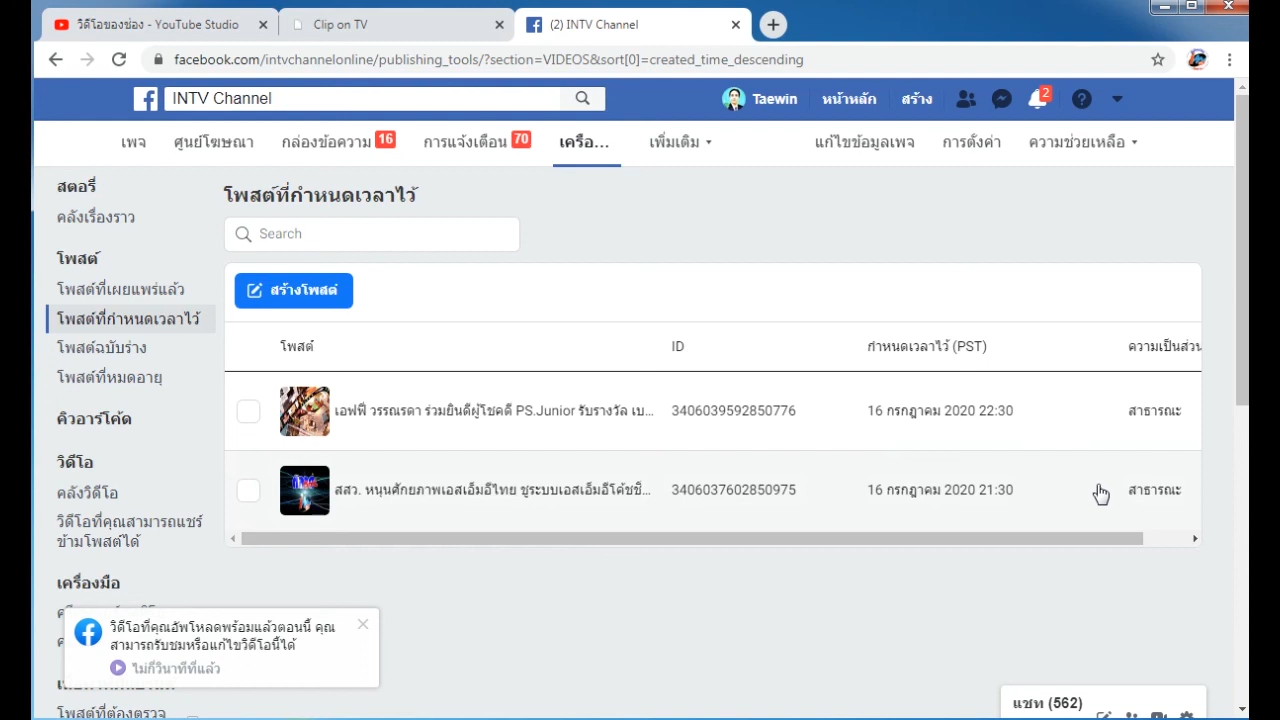 วิดีโอของช่อง - YouTube Studio
Clip on TV
(2) INTV Channel
facebook.com/intvchannelonline/publishing_tools/?section=VIDEOS&sort[0]=created_time_descending
INTV Channel
Taewin
หน้าหลัก
สร้าง
2
เพจ
ศูนย์โฆษณา
กล่องข้อความ 16
การแจ้งเตือน 70
เครือ...
เพิ่มเติม
แก้ไขข้อมูลเพจ
การตั้งค่า
ความช่วยเหลือ
สตอรี่
คลังเรื่องราว
โพสต์
โพสต์ที่เผยแพร่แล้ว
โพสต์ที่กำหนดเวลาไว้
โพสต์ฉบับร่าง
โพสต์ที่หมดอายุ
คิวอาร์โค้ด
วิดีโอ
คลังวิดีโอ
วิดีโอที่คุณสามารถแชร์
ข้ามโพสต์ได้
เครื่องมือ
โพสต์ที่ต้องตรวจ
โพสต์ที่กำหนดเวลาไว้
Search
สร้างโพสต์
โพสต์ ID กำหนดเวลาไว้ (PST) ความเป็นส่วน
เอฟฟี่ วรรณรดา ร่วมยินดีผู้โชคดี PS.Junior รับรางวัล เบ... 3406039592850776 16 กรกฎาคม 2020 22:30 สาธารณะ
สสว. หนุนศักยภาพเอสเอ็มอีไทย ชูระบบเอสเอ็มอีโค้ชชิ่... 3406037602850975 16 กรกฎาคม 2020 21:30 สาธารณะ
วิดีโอที่คุณอัพโหลดพร้อมแล้วตอนนี้ คุณ
สามารถรับชมหรือแก้ไขวิดีโอนี้ได้
ไม่กี่วินาทีที่แล้ว
แชท (562)